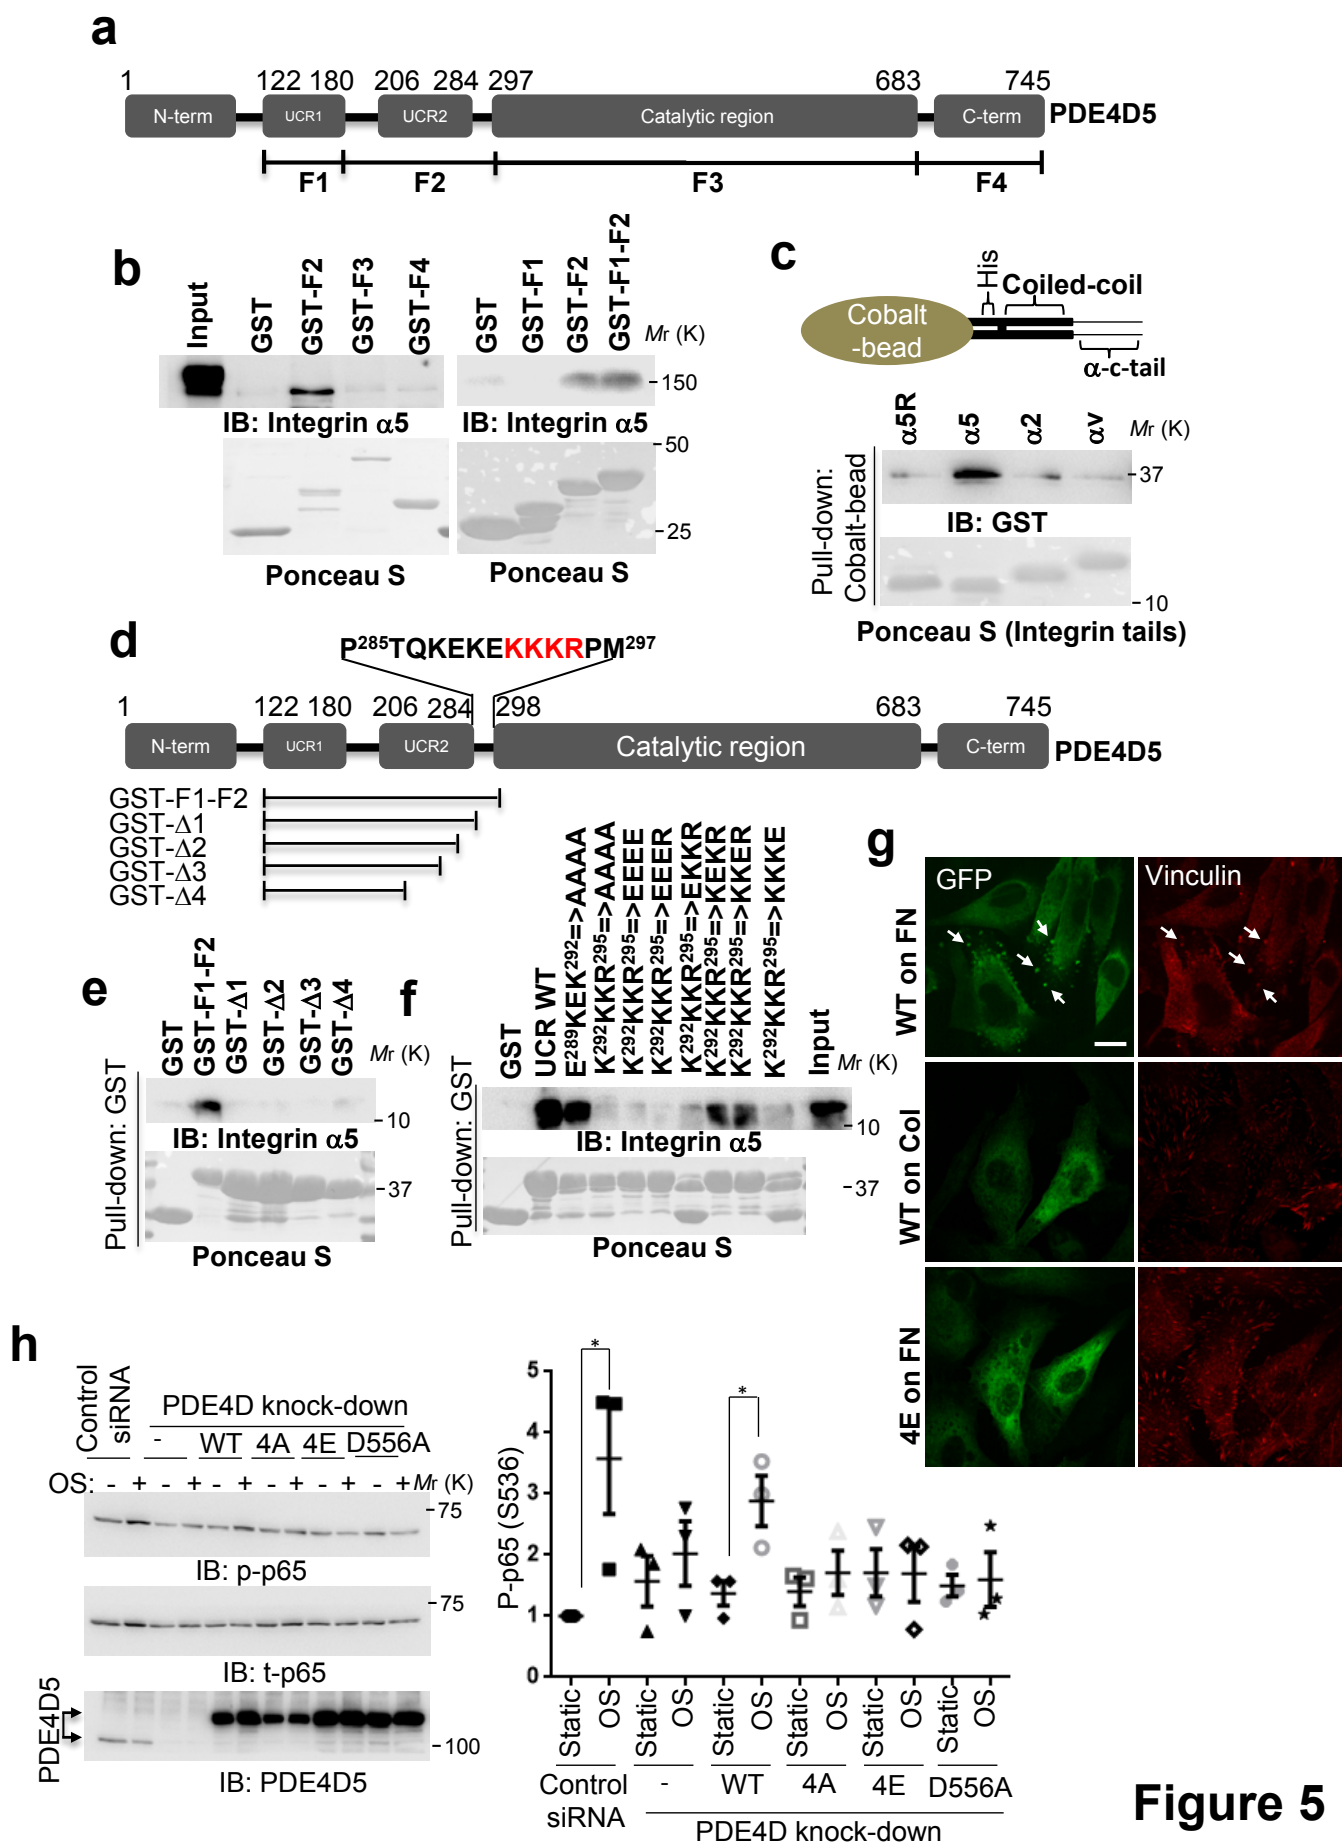 a
1 122 180 206 284 297 683 745
N-term UCR1 UCR2 Catalytic region C-term PDE4D5
F1 F2 F3 F4
b
Input GST GST-F2 GST-F3 GST-F4
GST GST-F1 GST-F2 GST-F1-F2 Mr (K)
150
IB: Integrin α5 IB: Integrin α5
50
25
Ponceau S Ponceau S
c
His
Coiled-coil
Cobalt
-bead
α-c-tail
α5R α5 α2 αv Mr (K)
37
IB: GST
Pull-down:
Cobalt-bead
10
Ponceau S (Integrin tails)
d
P285TQKEKEKKKRPM297
1 122 180 206 284 298 683 745
N-term UCR1 UCR2 Catalytic region C-term PDE4D5
GST-F1-F2
GST-Δ1
GST-Δ2
GST-Δ3
GST-Δ4
e
GST GST-F1-F2 GST-Δ1 GST-Δ2 GST-Δ3 GST-Δ4
Mr (K)
10
IB: Integrin α5
Pull-down: GST
37
Ponceau S
f
GST
UCR WT
E289KEK292=>AAAA
K292KKR295=>AAAA
K292KKR295=>EEEE
K292KKR295=>EEER
K292KKR295=>EKKR
K292KKR295=>KEKR
K292KKR295=>KKER
K292KKR295=>KKKE
Input
Mr (K)
10
IB: Integrin α5
Pull-down: GST
37
Ponceau S
g
GFP Vinculin
WT on FN
WT on Col
4E on FN
h
Control
siRNA
PDE4D knock-down
- WT 4A 4E D556A
OS: - + - + - + - + - + - + Mr (K)
75
IB: p-p65
75
IB: t-p65
PDE4D5
100
IB: PDE4D5
P-p65 (S536)
5
4
3
2
1
0
* *
Static OS Static OS Static OS Static OS Static OS Static OS
Control
siRNA
- WT 4A 4E D556A
PDE4D knock-down
Figure 5